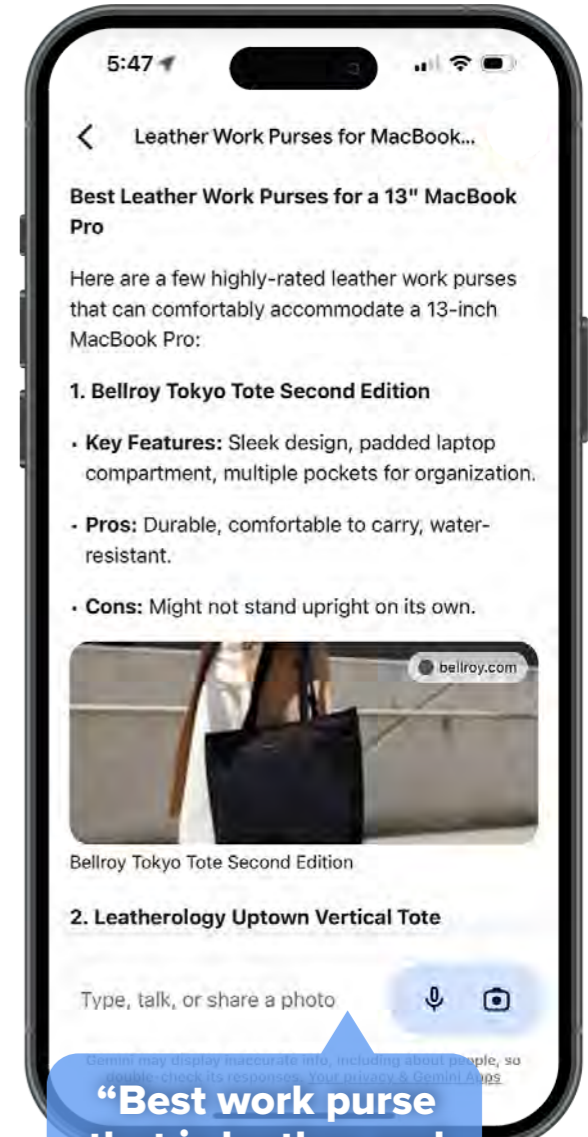 5:47
Leather Work Purses for MacBook...
Best Leather Work Purses for a 13" MacBook
Pro
Here are a few highly-rated leather work purses
that can comfortably accommodate a 13-inch
MacBook Pro:
1. Bellroy Tokyo Tote Second Edition
• Key Features: Sleek design, padded laptop
compartment, multiple pockets for organization.
• Pros: Durable, comfortable to carry, water-
resistant.
• Cons: Might not stand upright on its own.
bellroy.com
Bellroy Tokyo Tote Second Edition
2. Leatherology Uptown Vertical Tote
Type, talk, or share a photo
Gemini may display inaccurate info, including about people, so
double-check its responses. Your privacy & Gemini Apps
“Best work purse